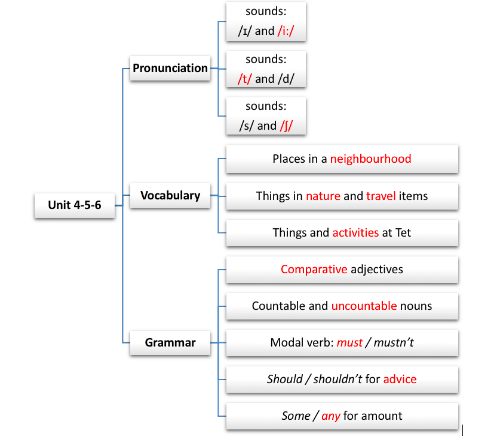 sounds:
/ɪ/ and /i:/
Pronunciation
sounds:
/t/ and /d/
sounds:
/s/ and /ʃ/
Unit 4-5-6
Vocabulary
Places in a neighbourhood
Things in nature and travel items
Things and activities at Tet
Grammar
Comparative adjectives
Countable and uncountable nouns
Modal verb: must / mustn’t
Should / shouldn’t for advice
Some / any for amount